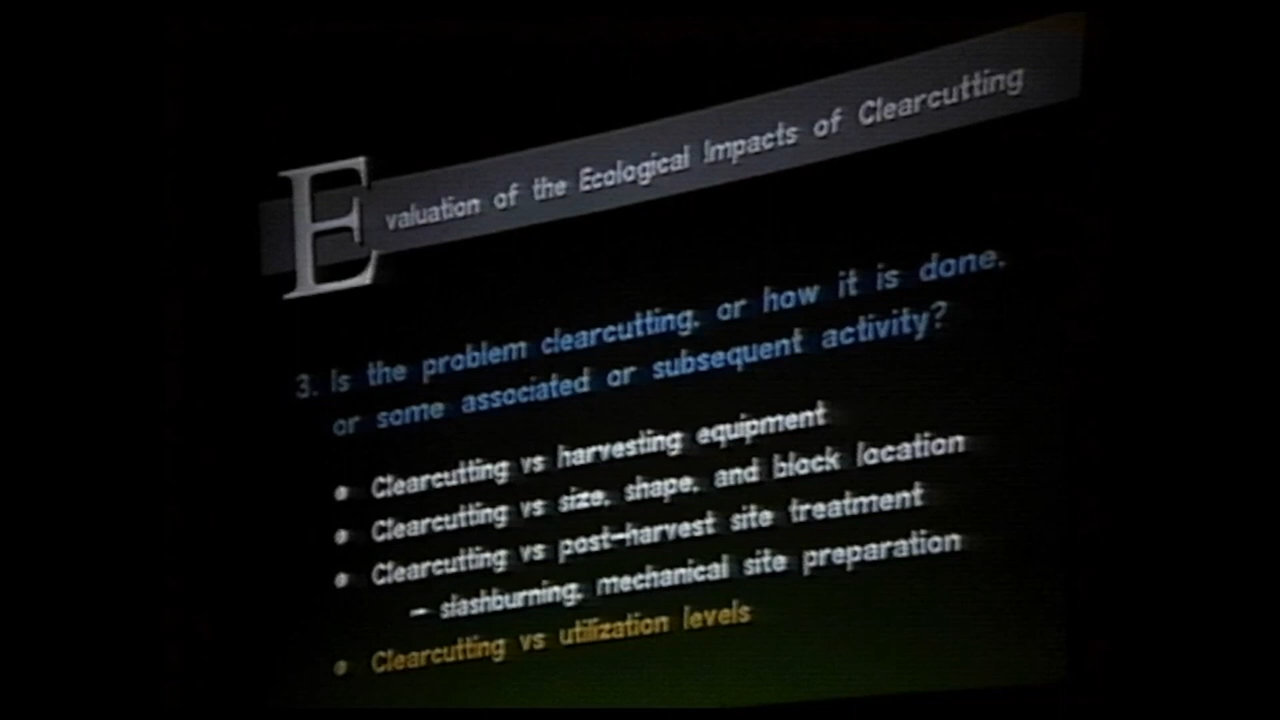 Evaluation of the Ecological Impacts of Clearcutting
3. Is the problem clearcutting, or how it is done,
or some associated or subsequent activity?
• Clearcutting vs harvesting equipment
• Clearcutting vs size, shape, and block location
• Clearcutting vs post-harvest site treatment
– slashburning, mechanical site preparation
• Clearcutting vs utilization levels